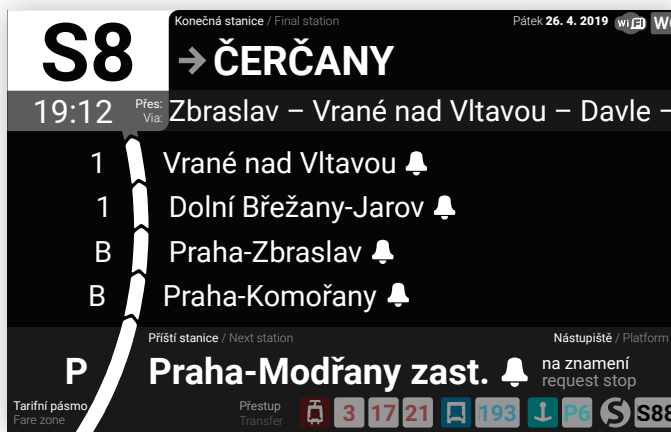 S8
Konečná stanice / Final station
Pátek 26. 4. 2019
WiFi
→ ČERČANY
19:12
Přes:
Via:
Zbraslav – Vrané nad Vltavou – Davle –
1 Vrané nad Vltavou
1 Dolní Břežany-Jarov
B Praha-Zbraslav
B Praha-Komořany
Příští stanice / Next station
Nástupiště / Platform
P Praha-Modřany zast.
na znamení
request stop
Tarifní pásmo
Fare zone
Přestup
Transfer
3 17 21 193 P6 S S88